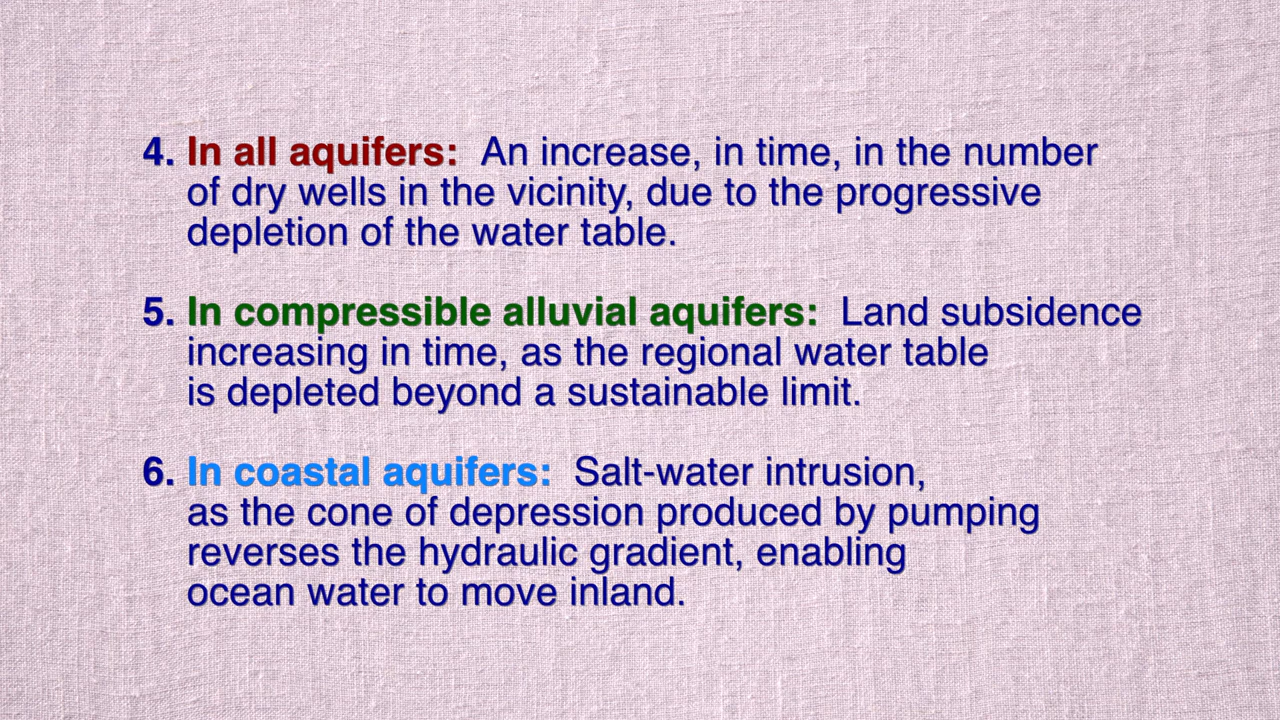 4. In all aquifers: An increase, in time, in the number
of dry wells in the vicinity, due to the progressive
depletion of the water table.
5. In compressible alluvial aquifers: Land subsidence
increasing in time, as the regional water table
is depleted beyond a sustainable limit.
6. In coastal aquifers: Salt-water intrusion,
as the cone of depression produced by pumping
reverses the hydraulic gradient, enabling
ocean water to move inland.